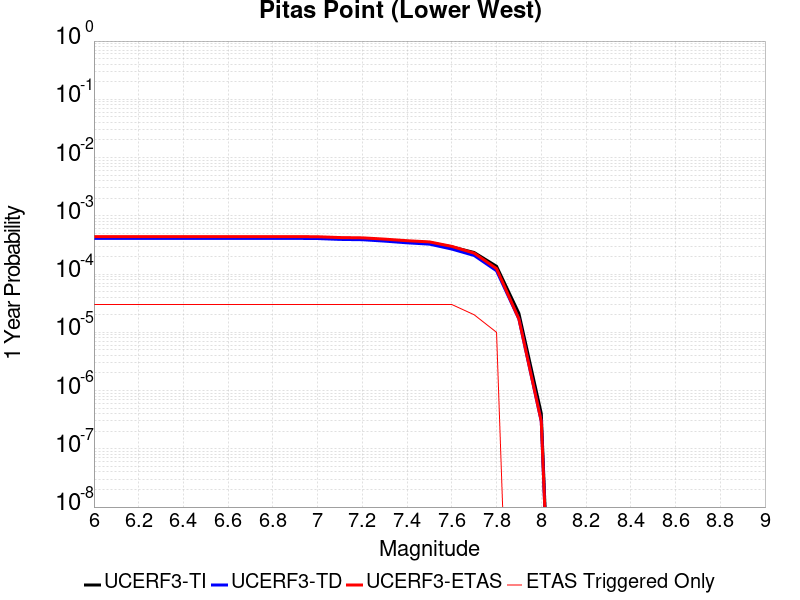 Pitas Point (Lower West)
10 0
10 -1
10 -2
10 -3
10 -4
10 -5
10 -6
10 -7
10 -8
1 Year Probability
6 6.2 6.4 6.6 6.8 7 7.2 7.4 7.6 7.8 8 8.2 8.4 8.6 8.8 9
Magnitude
UCERF3-TI UCERF3-TD UCERF3-ETAS ETAS Triggered Only